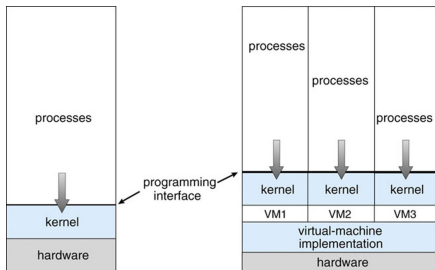 processes
kernel
hardware
programming
interface
processes
processes
processes
kernel
kernel
kernel
VM1
VM2
VM3
virtual-machine
implementation
hardware